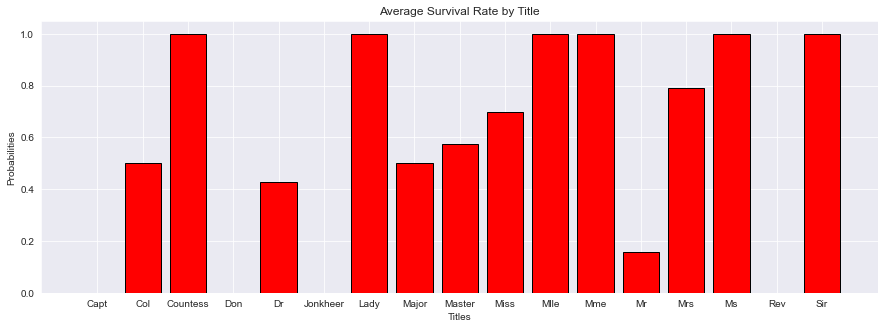 Average Survival Rate by Title
Probabilities
1.0
0.8
0.6
0.4
0.2
0.0
Capt Col Countess Don Dr Jonkheer Lady Major Master Miss Mlle Mme Mr Mrs Ms Rev Sir
Titles